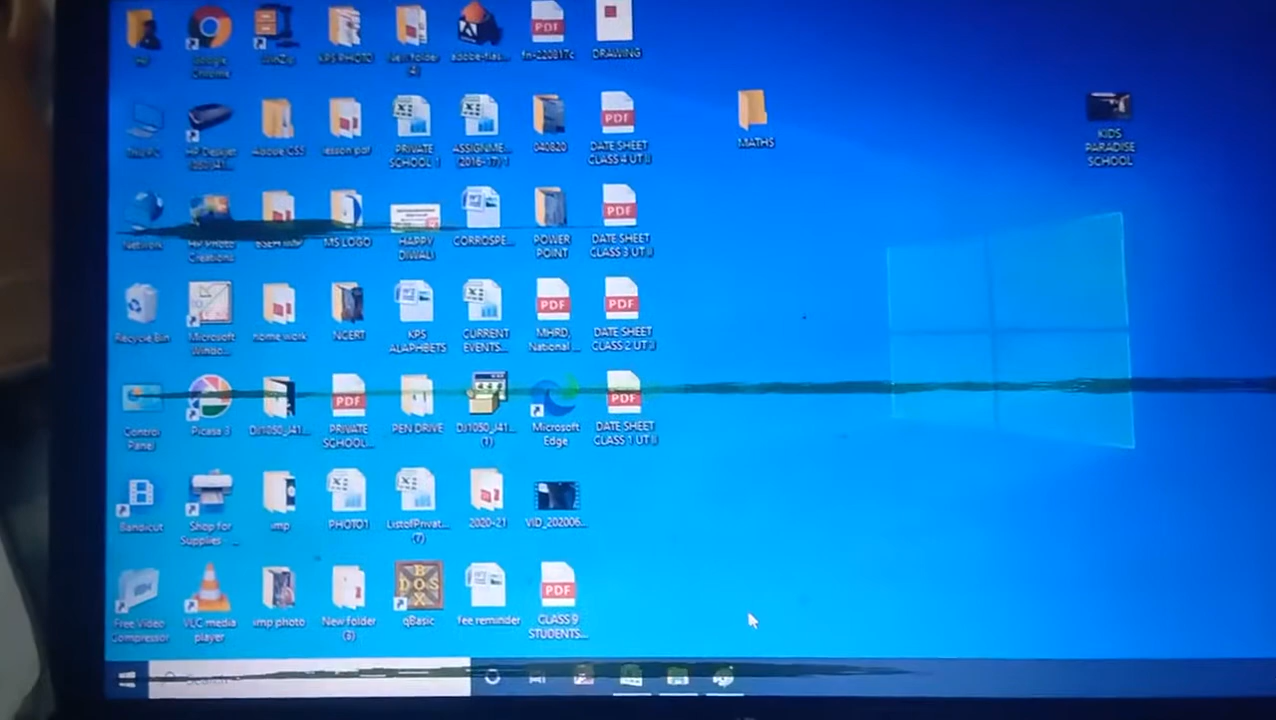 Google
Chrome
WinZip
KPS PHOTO
New folder
(4)
adobe-flas...
fn-220817c
DRAWING
This PC
HP Deskjet
Adobe CS3
lesson pdf
PRIVATE
SCHOOL 1
ASSIGNME...
(2016-17) 1
040820
DATE SHEET
CLASS 4 UT II
MATHS
KIDS
PARADISE
SCHOOL
Network
HP Photo
Creations
MS LOGO
HAPPY
DIWALI
CORROSPE...
POWER
POINT
DATE SHEET
CLASS 3 UT II
Recycle Bin
Microsoft
Windo...
home work
NCERT
KPS
ALAPHBETS
CURRENT
EVENTS...
MHRD,
National ...
DATE SHEET
CLASS 2 UT II
Control
Panel
Picasa 3
DJ1050_J41...
PRIVATE
SCHOOL...
PEN DRIVE
DJ1050_J41...
(1)
Microsoft
Edge
DATE SHEET
CLASS 1 UT II
Bandicut
Shop for
Supplies - ...
imp
PHOTO1
ListofPrivat...
(7)
2020-21
VID_202006...
Free Video
Compressor
VLC media
player
imp photo
New folder
(3)
qBasic
fee reminder
CLASS 9
STUDENTS...